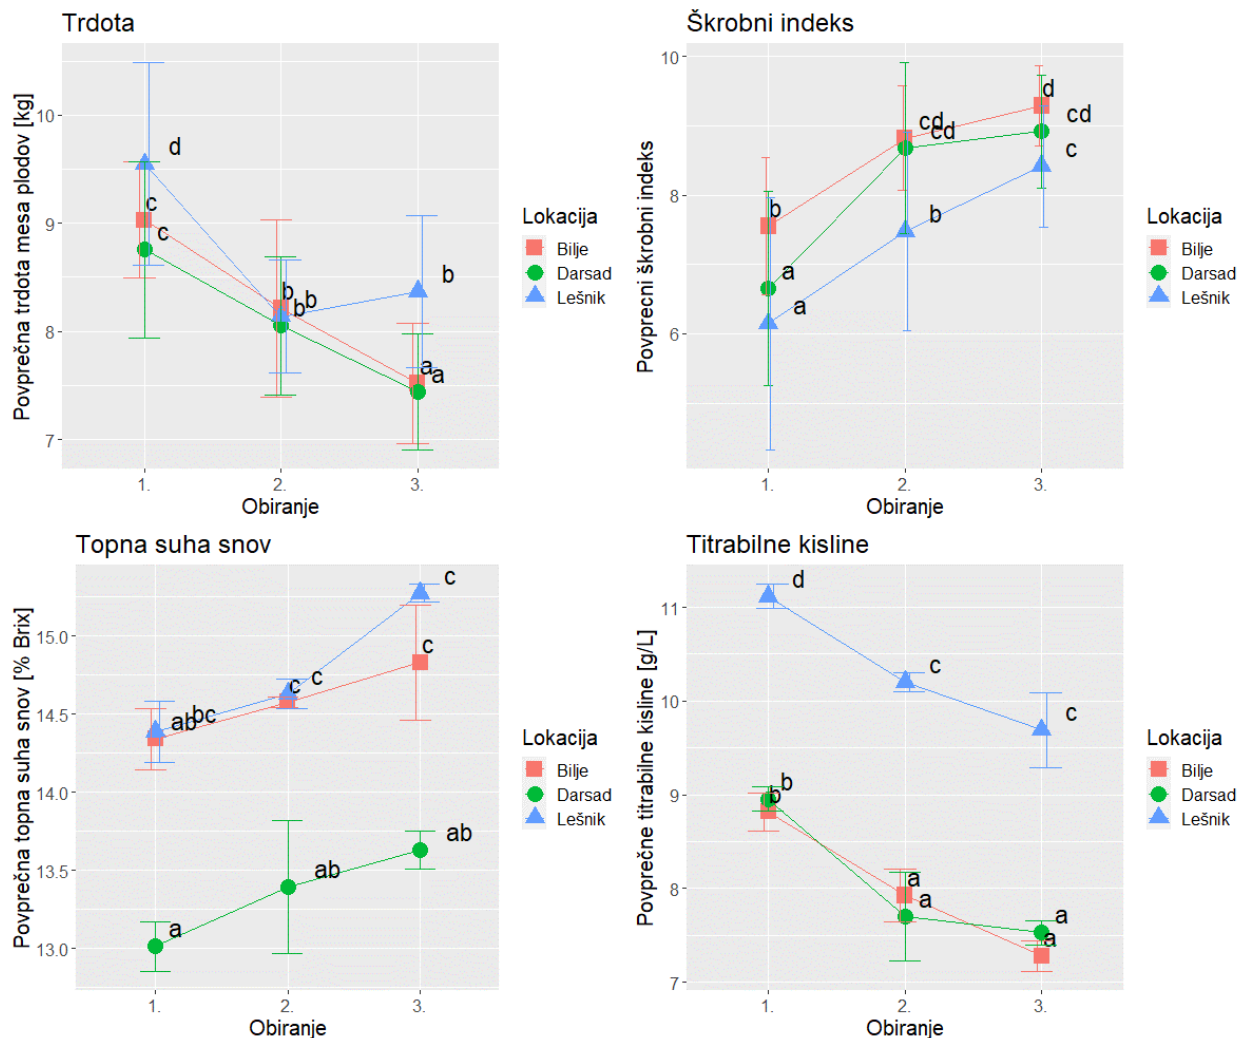 Trdota
Povprečna trdota mesa plodov [kg]
10
9
8
7
d
c
c
b
b
b
b
a
a
1.
2.
3.
Obiranje
Lokacija
Bilje
Darsad
Lešnik
Škrobni indeks
Povprecni škrobni indeks
10
8
6
b
a
a
cd
cd
b
d
cd
c
1.
2.
3.
Obiranje
Lokacija
Bilje
Darsad
Lešnik
Topna suha snov
Povprečna topna suha snov [% Brix]
15.0
14.5
14.0
13.5
13.0
ab
bc
a
c
c
ab
c
c
ab
1.
2.
3.
Obiranje
Lokacija
Bilje
Darsad
Lešnik
Titrabilne kisline
Povprečne titrabilne kisline [g/L]
11
10
9
8
7
d
b
b
c
a
a
c
a
a
1.
2.
3.
Obiranje
Lokacija
Bilje
Darsad
Lešnik